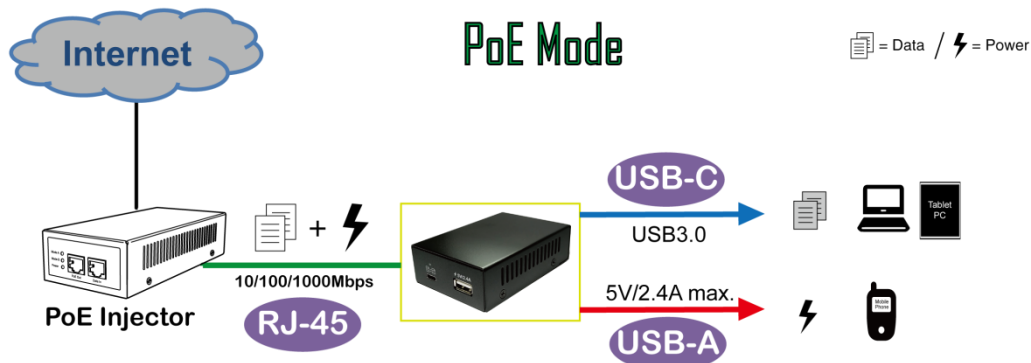 Internet
PoE Mode
= Data / = Power
USB-C
USB3.0
Tablet
PC
+
10/100/1000Mbps
RJ-45
PoE Injector
5V/2.4A max.
USB-A
Mobile
Phone